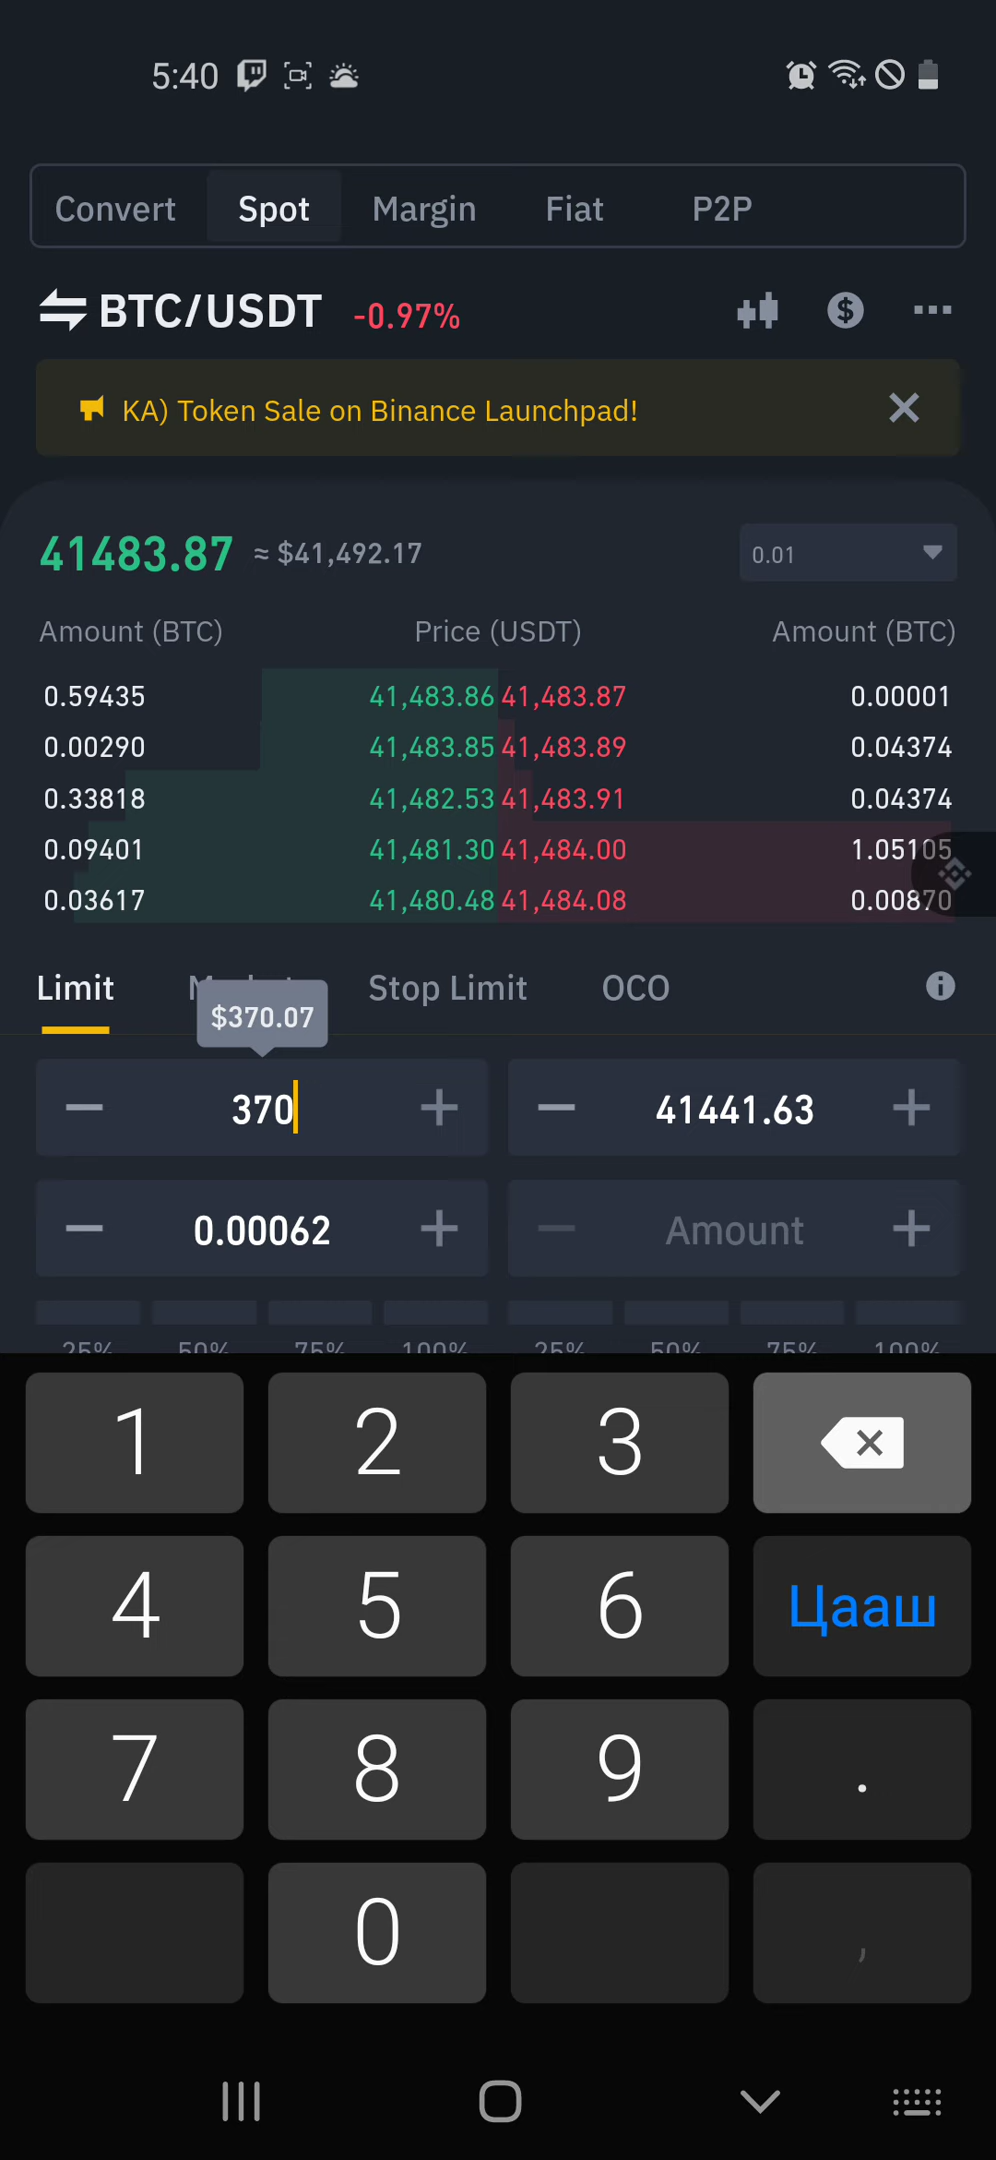 5:40
Convert Spot Margin Fiat P2P
BTC/USDT -0.97%
KA) Token Sale on Binance Launchpad!
41483.87 ≈ $41,492.17 0.01
Amount (BTC) Price (USDT) Amount (BTC)
0.59435 41,483.86 41,483.87 0.00001
0.00290 41,483.85 41,483.89 0.04374
0.33818 41,482.53 41,483.91 0.04374
0.09401 41,481.30 41,484.00 1.05105
0.03617 41,480.48 41,484.08 0.00870
Limit Stop Limit OCO
$370.07
370 41441.63
0.00062 Amount
25% 50% 75% 100% 25% 50% 75% 100%
1 2 3
4 5 6 Цааш
7 8 9 .
0 ,